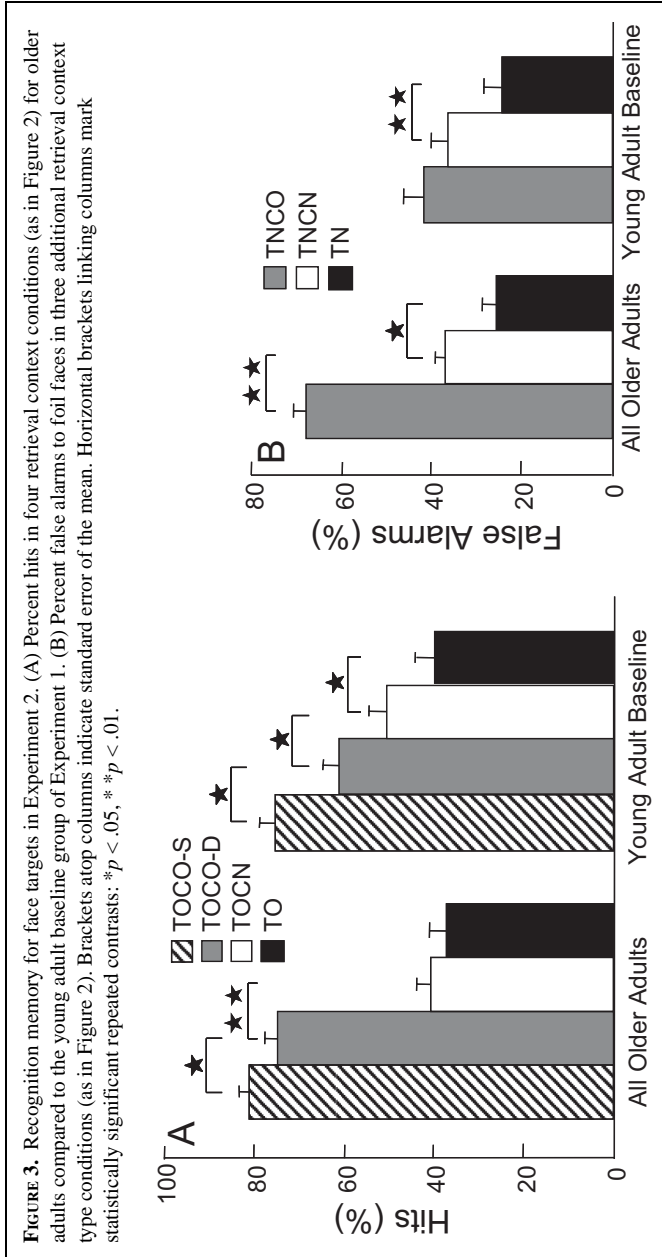 FIGURE 3. Recognition memory for face targets in Experiment 2. (A) Percent hits in four retrieval context conditions (as in Figure 2) for older
adults compared to the young adult baseline group of Experiment 1. (B) Percent false alarms to foil faces in three additional retrieval context
type conditions (as in Figure 2). Brackets atop columns indicate standard error of the mean. Horizontal brackets linking columns mark
statistically significant repeated contrasts: *p < .05, * *p < .01.
A
Hits (%)
100
80
60
40
20
0
TOCO-S
TOCO-D
TOCN
TO
All Older Adults
Young Adult Baseline
B
False Alarms (%)
80
60
40
20
0
TNCO
TNCN
TN
All Older Adults
Young Adult Baseline